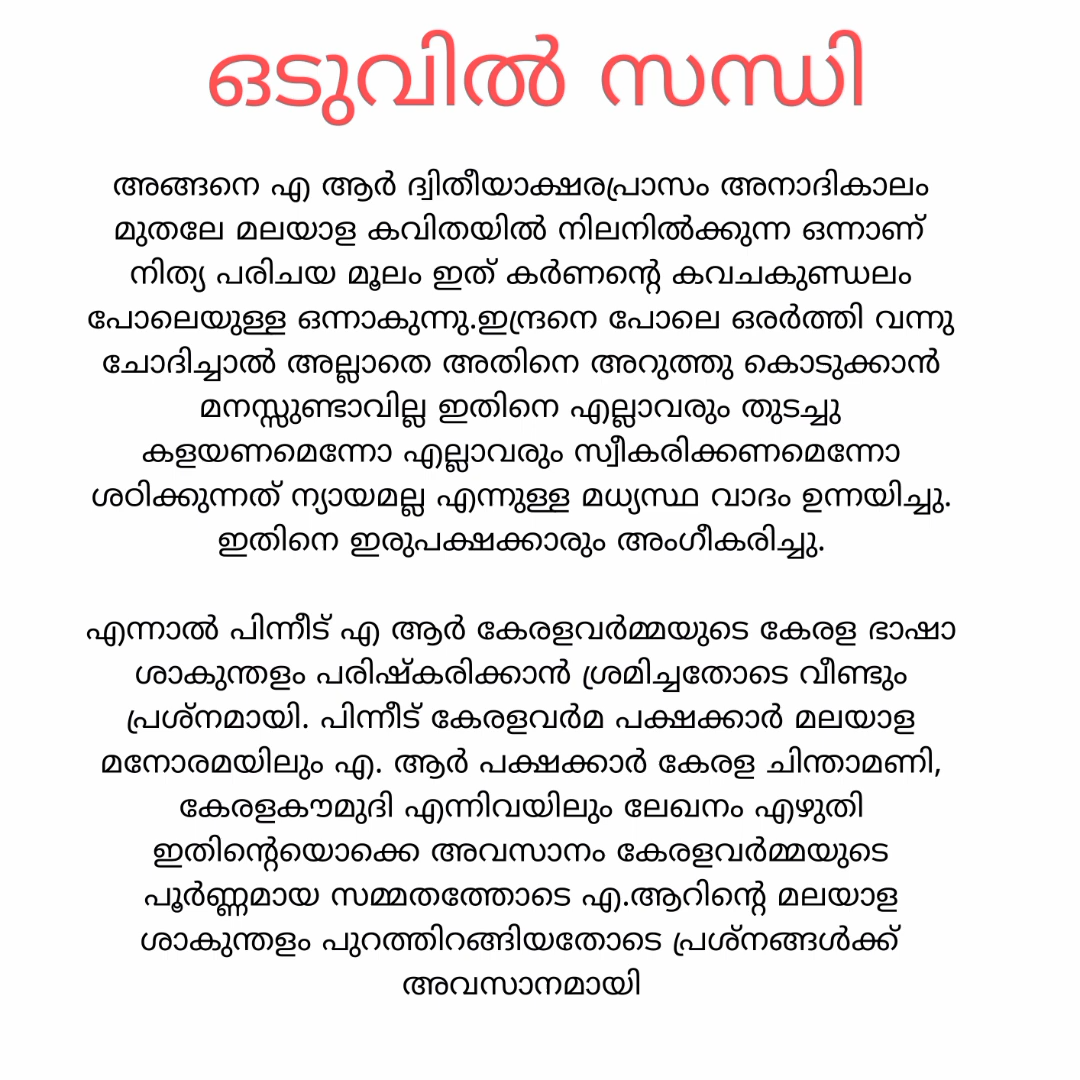 ഒടുവിൽ സന്ധി
അങ്ങനെ എ ആർ ദ്വിതീയാക്ഷരപ്രാസം അനാദികാലം
മുതലേ മലയാള കവിതയിൽ നിലനിൽക്കുന്ന ഒന്നാണ്
നിത്യ പരിചയ മൂലം ഇത് കർണന്റെ കവചകുണ്ഡലം
പോലെയുള്ള ഒന്നാകുന്നു.ഇന്ദ്രനെ പോലെ ഒരർത്തി വന്നു
ചോദിച്ചാൽ അല്ലാതെ അതിനെ അറുത്തു കൊടുക്കാൻ
മനസ്സുണ്ടാവില്ല ഇതിനെ എല്ലാവരും തുടച്ചു
കളയണമെന്നോ എല്ലാവരും സ്വീകരിക്കണമെന്നോ
ശഠിക്കുന്നത് ന്യായമല്ല എന്നുള്ള മധ്യസ്ഥ വാദം ഉന്നയിച്ചു.
ഇതിനെ ഇരുപക്ഷക്കാരും അംഗീകരിച്ചു.
എന്നാൽ പിന്നീട് എ ആർ കേരളവർമ്മയുടെ കേരള ഭാഷാ
ശാകുന്തളം പരിഷ്കരിക്കാൻ ശ്രമിച്ചതോടെ വീണ്ടും
പ്രശ്നമായി. പിന്നീട് കേരളവർമ പക്ഷക്കാർ മലയാള
മനോരമയിലും എ. ആർ പക്ഷക്കാർ കേരള ചിന്താമണി,
കേരളകൗമുദി എന്നിവയിലും ലേഖനം എഴുതി
ഇതിന്റെയൊക്കെ അവസാനം കേരളവർമ്മയുടെ
പൂർണ്ണമായ സമ്മതത്തോടെ എ.ആറിന്റെ മലയാള
ശാകുന്തളം പുറത്തിറങ്ങിയതോടെ പ്രശ്നങ്ങൾക്ക്
അവസാനമായി